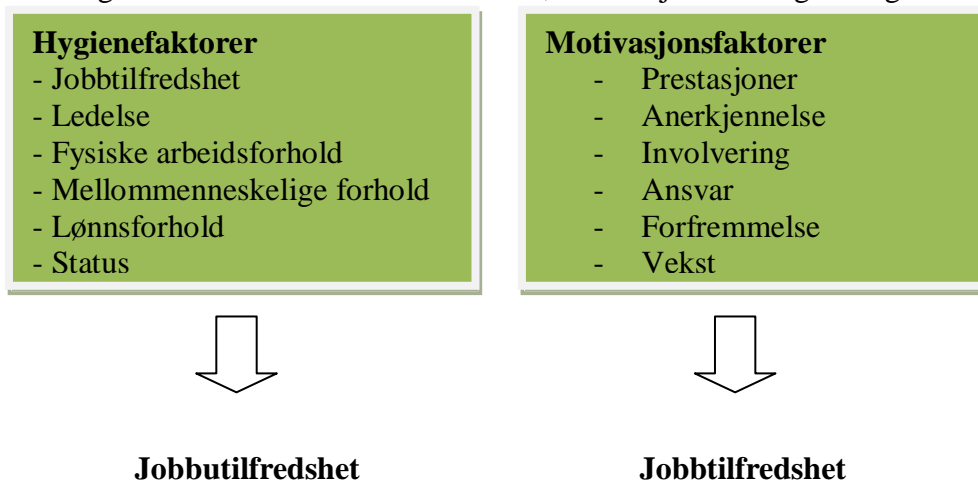 Hygienefaktorer
- Jobbtilfredshet
- Ledelse
- Fysiske arbeidsforhold
- Mellommenneskelige forhold
- Lønnsforhold
- Status
Motivasjonsfaktorer
- Prestasjoner
- Anerkjennelse
- Involvering
- Ansvar
- Forfremmelse
- Vekst
Jobbutilfredshet
Jobbtilfredshet